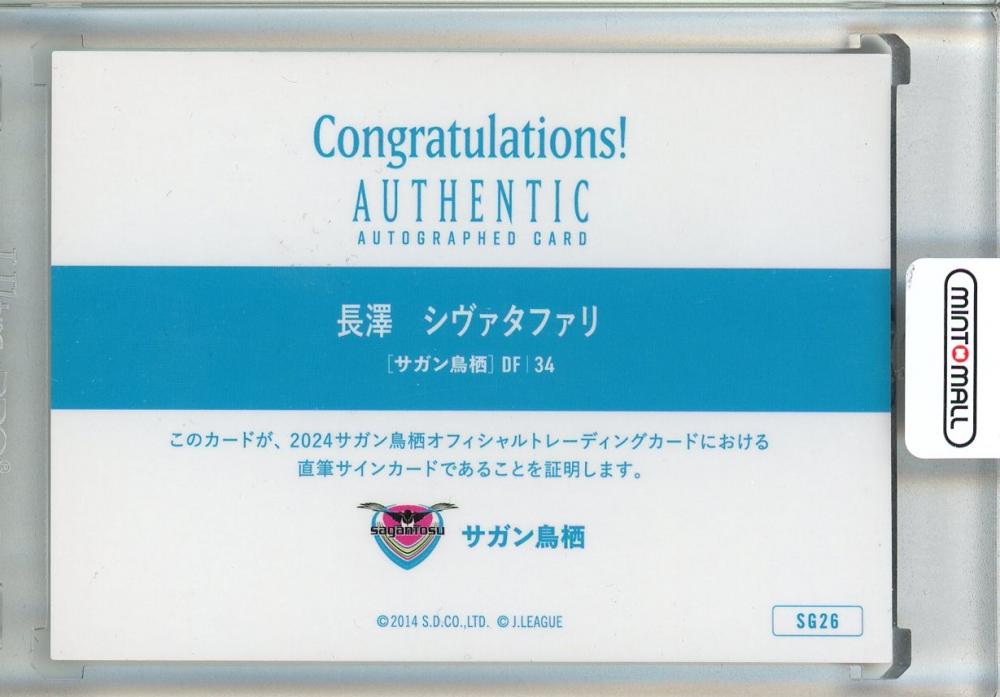 Congratulations!
AUTHENTIC
AUTOGRAPHED CARD
長澤　シヴァタファリ
[サガン鳥栖] DF | 34
このカードが、2024サガン鳥栖オフィシャルトレーディングカードにおける
直筆サインカードであることを証明します。
sagantosu
サガン鳥栖
©2014 S.D.CO.,LTD. © J.LEAGUE
SG26
MINT MALL